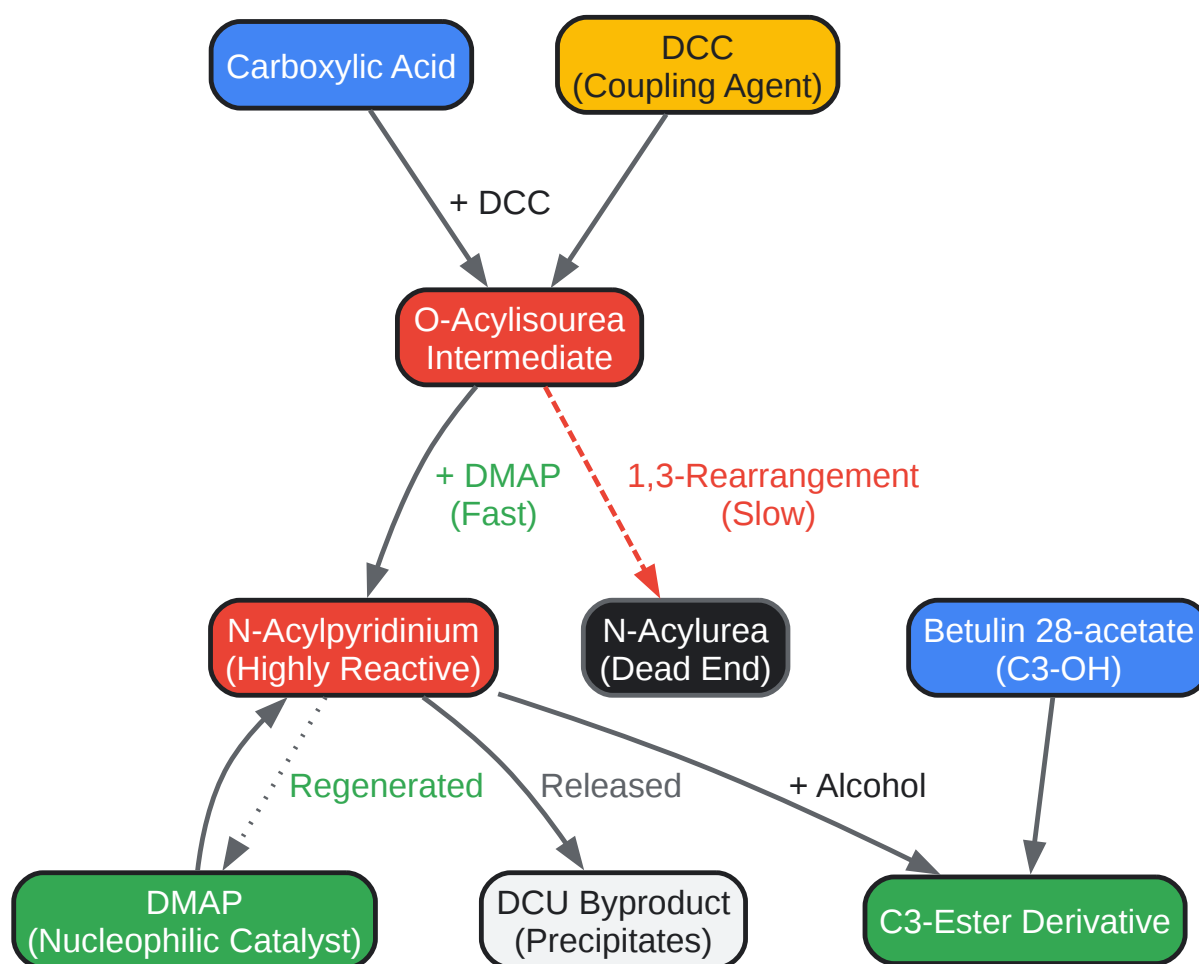 Carboxylic Acid
DCC
(Coupling Agent)
+ DCC
O-Acylisourea
Intermediate
+ DMAP
(Fast)
1,3-Rearrangement
(Slow)
N-Acylpyridinium
(Highly Reactive)
N-Acylurea
(Dead End)
Betulin 28-acetate
(C3-OH)
Regenerated
Released
+ Alcohol
DMAP
(Nucleophilic Catalyst)
DCU Byproduct
(Precipitates)
C3-Ester Derivative